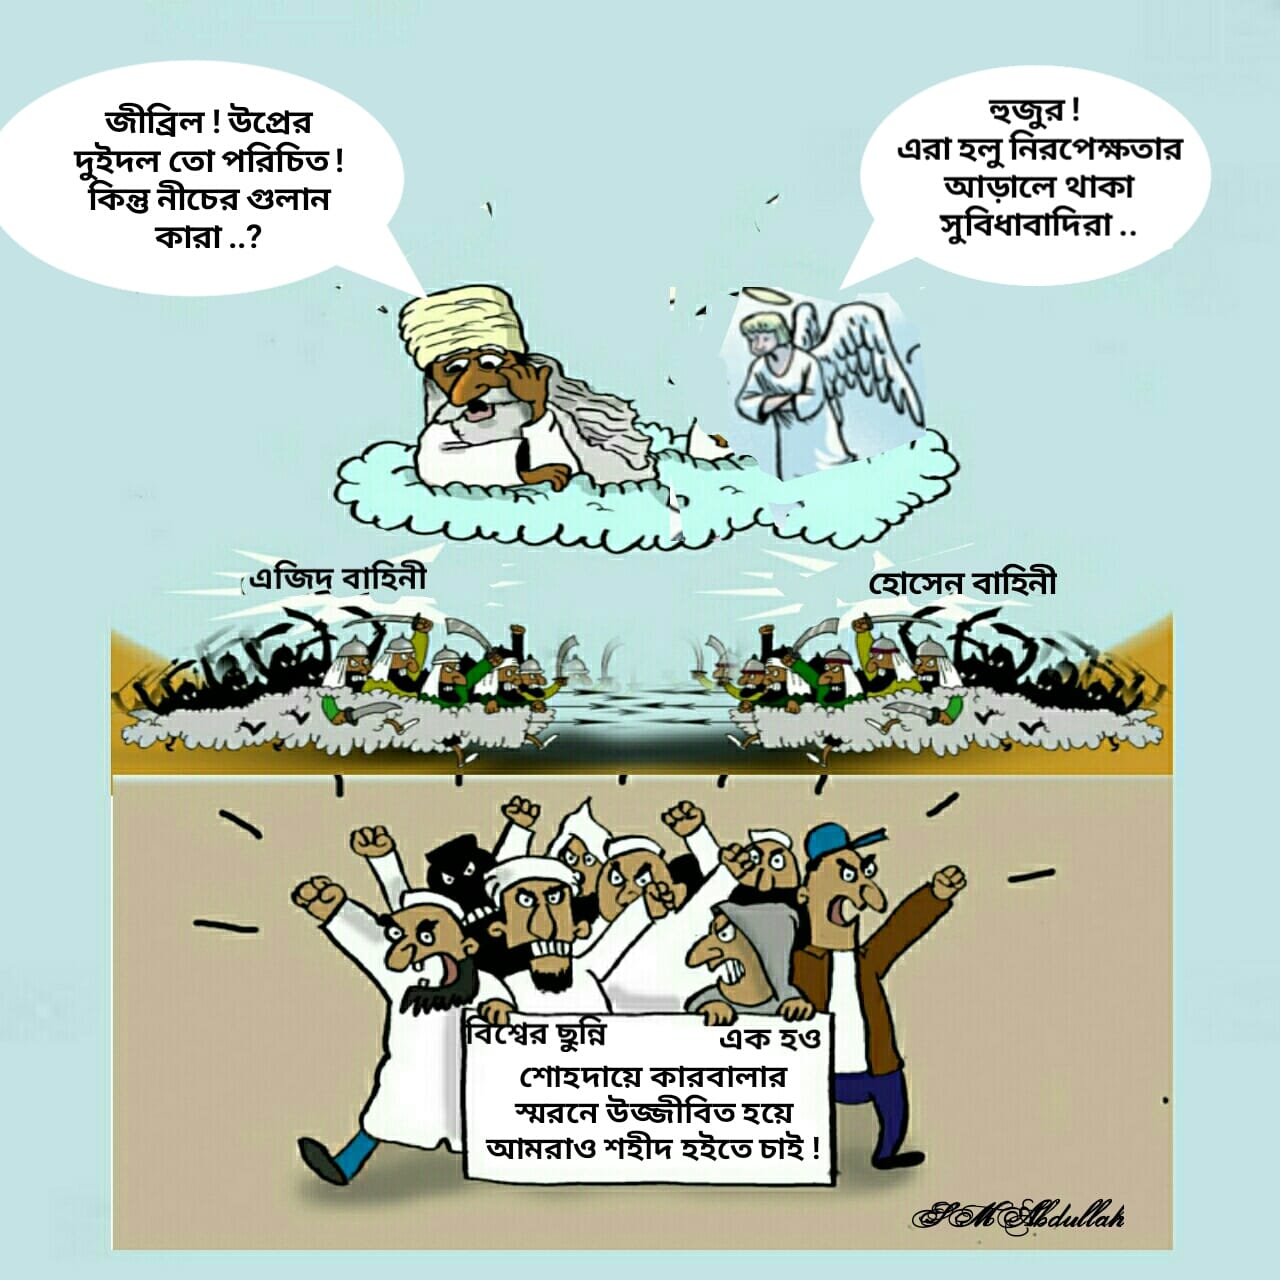 জীব্রিল ! উপ্রের
দুইদল তো পরিচিত !
কিন্তু নীচের গুলান
কারা ..?
হুজুর !
এরা হলু নিরপেক্ষতার
আড়ালে থাকা
সুবিধাবাদিরা ..
এজিদ বাহিনী
হোসেন বাহিনী
বিশ্বের ছুন্নি এক হও
শোহদায়ে কারবালার
স্মরনে উজ্জীবিত হয়ে
আমরাও শহীদ হইতে চাই !
S M Abdullah